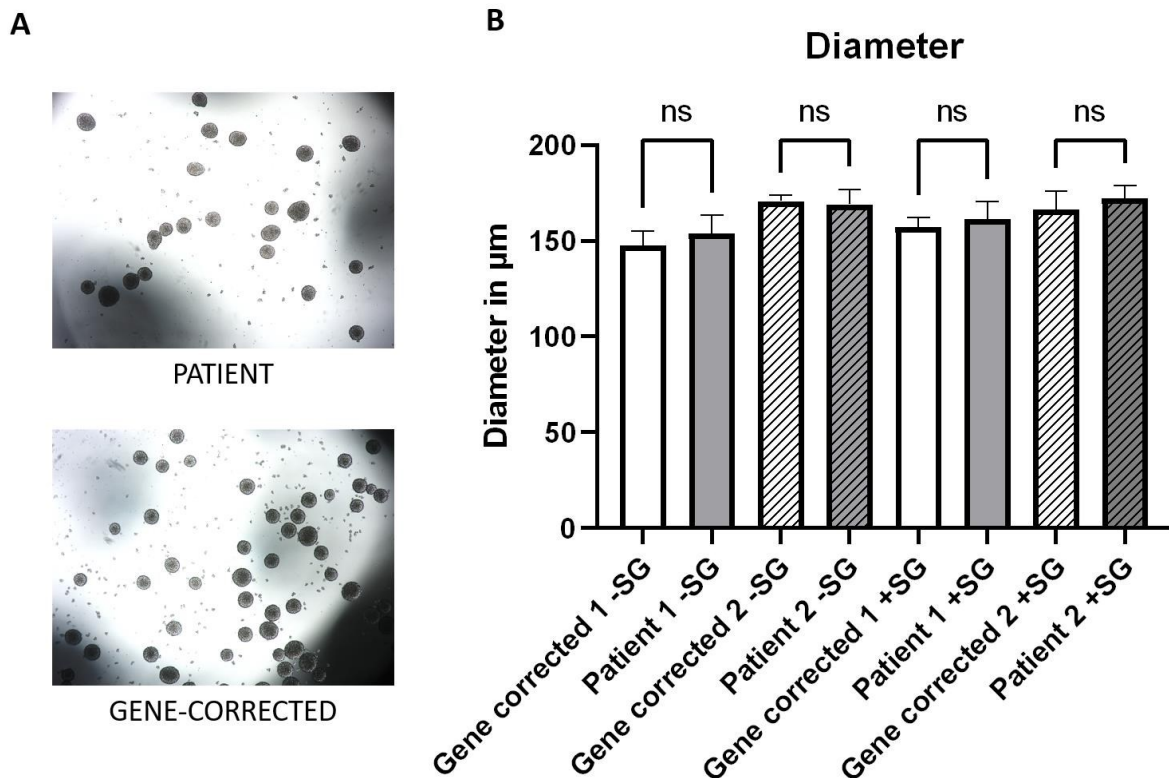 A
PATIENT
GENE-CORRECTED
B
Diameter
ns
ns
ns
ns
Diameter in µm
200
150
100
50
0
Gene corrected 1 -SG
Patient 1 -SG
Gene corrected 2 -SG
Patient 2 -SG
Gene corrected 1 +SG
Patient 1 +SG
Gene corrected 2 +SG
Patient 2 +SG